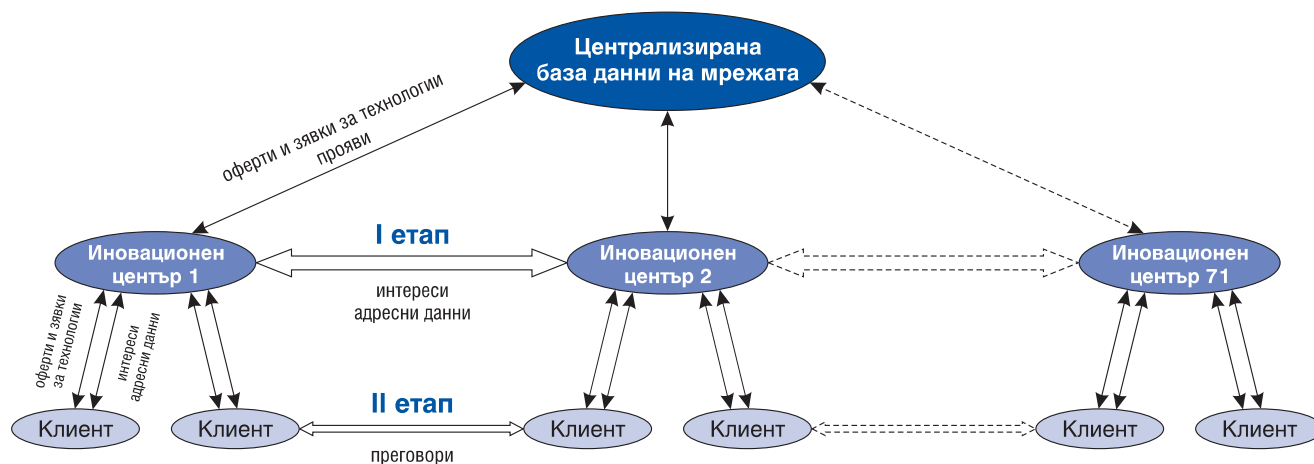 Централизирана
база данни на мрежата
оферти и зявки за технологии
прояви
I етап
Иновационен
център 1
Иновационен
център 2
Иновационен
център 71
интереси
адресни данни
оферти и зявки
за технологии
интереси
адресни данни
II етап
Клиент
Клиент
Клиент
Клиент
Клиент
Клиент
преговори